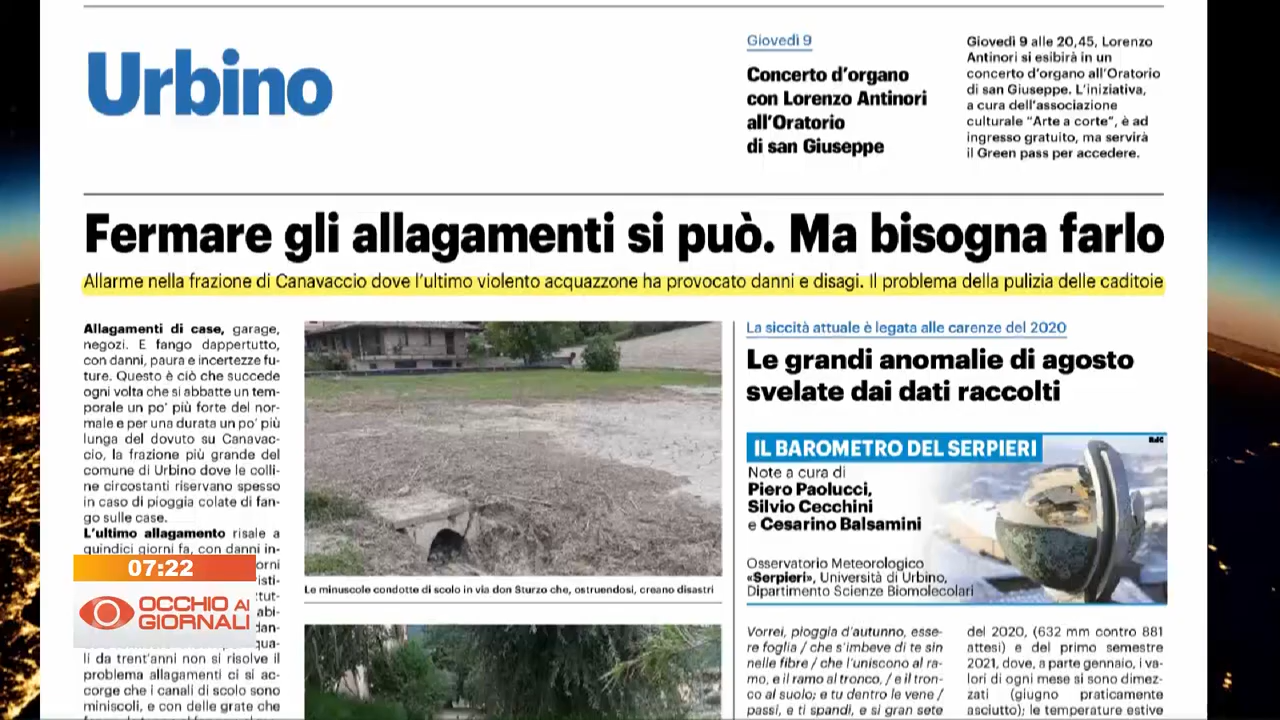 Urbino
Giovedì 9
Concerto d'organo
con Lorenzo Antinori
all'Oratorio
di san Giuseppe
Giovedì 9 alle 20,45, Lorenzo
Antinori si esibirà in un
concerto d'organo all'Oratorio
di san Giuseppe. L'iniziativa,
a cura dell'associazione
culturale "Arte a corte", è ad
ingresso gratuito, ma servirà
il Green pass per accedere.
Fermare gli allagamenti si può. Ma bisogna farlo
Allarme nella frazione di Canavaccio dove l'ultimo violento acquazzone ha provocato danni e disagi. Il problema della pulizia delle caditoie
Allagamenti di case, garage,
negozi. E fango dappertutto,
con danni, paura e incertezze fu-
ture. Questo è ciò che succede
ogni volta che si abbatte un tem-
porale un po' più forte del nor-
male e per una durata un po' più
lunga del dovuto su Canavac-
cio, la frazione più grande del
comune di Urbino dove le colli-
ne circostanti riservano spesso
in caso di pioggia colate di fan-
go sulle case.
L'ultimo allagamento risale a
quindici giorni fa, con danni in-
li da trent'anni non si risolve il
problema allagamenti ci si ac-
corge che i canali di scolo sono
miniscoli, e con delle grate che
07:22
OCCHIO AI
GIORNALI
Le minuscole condotte di scolo in via don Sturzo che, ostruendosi, creano disastri
La siccità attuale è legata alle carenze del 2020
Le grandi anomalie di agosto
svelate dai dati raccolti
IL BAROMETRO DEL SERPIERI
Note a cura di
Piero Paolucci,
Silvio Cecchini
e Cesarino Balsamini
Osservatorio Meteorologico
«Serpieri», Università di Urbino,
Dipartimento Scienze Biomolecolari
Vorrei, pioggia d'autunno, esse-
re foglia / che s'imbeve di te sin
nelle fibre / che l'uniscono al ra-
mo, e il ramo al tronco, / e il tron-
co al suolo; e tu dentro le vene /
passi, e ti spandi, e si gran sete
del 2020, (632 mm contro 881
attesi) e del primo semestre
2021, dove, a parte gennaio, i va-
lori di ogni mese si sono dimez-
zati (giugno praticamente
asciutto); le temperature estive